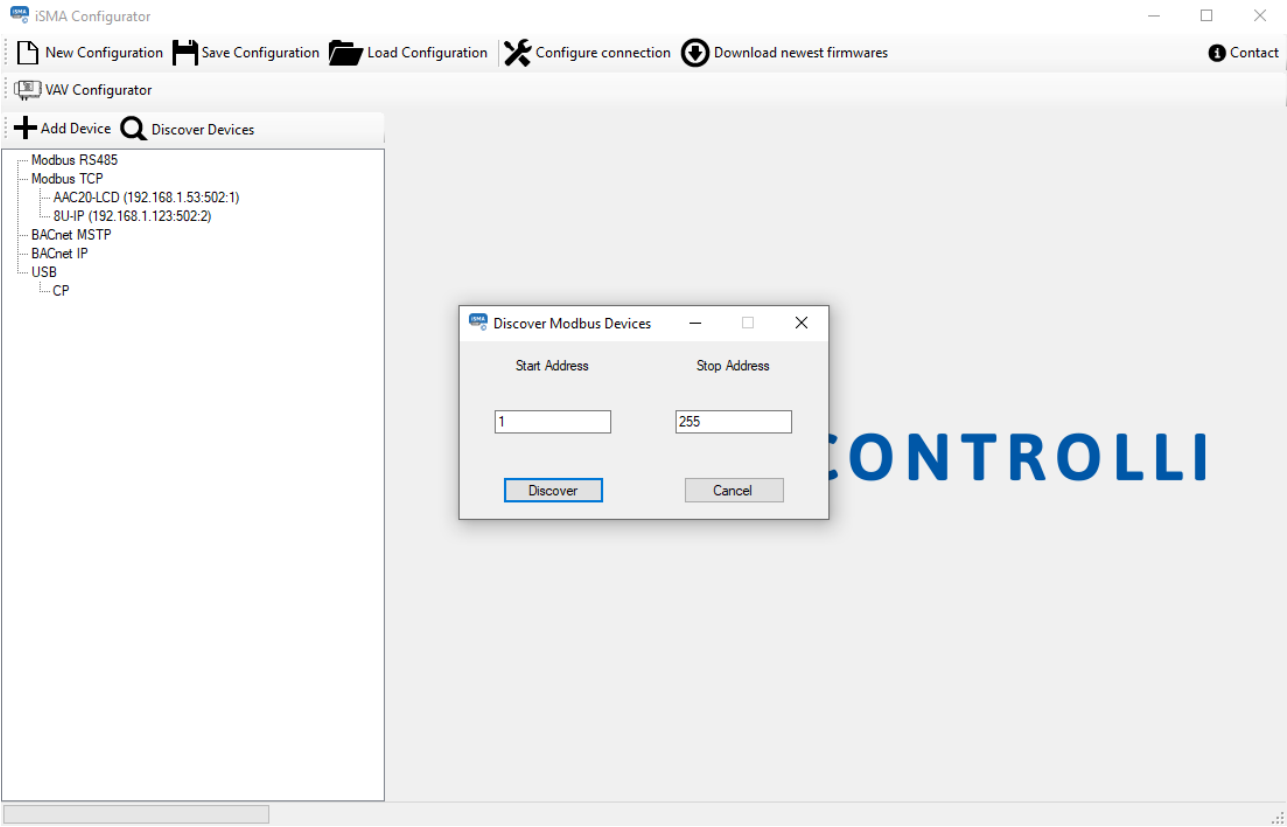 iSMA Configurator
New Configuration Save Configuration Load Configuration Configure connection Download newest firmwares Contact
VAV Configurator
Add Device Discover Devices
Modbus RS485
Modbus TCP
AAC20-LCD (192.168.1.53:502:1)
8U-IP (192.168.1.123:502:2)
BACnet MSTP
BACnet IP
USB
CP
Discover Modbus Devices
Start Address Stop Address
1 255
Discover Cancel
CONTROLLI